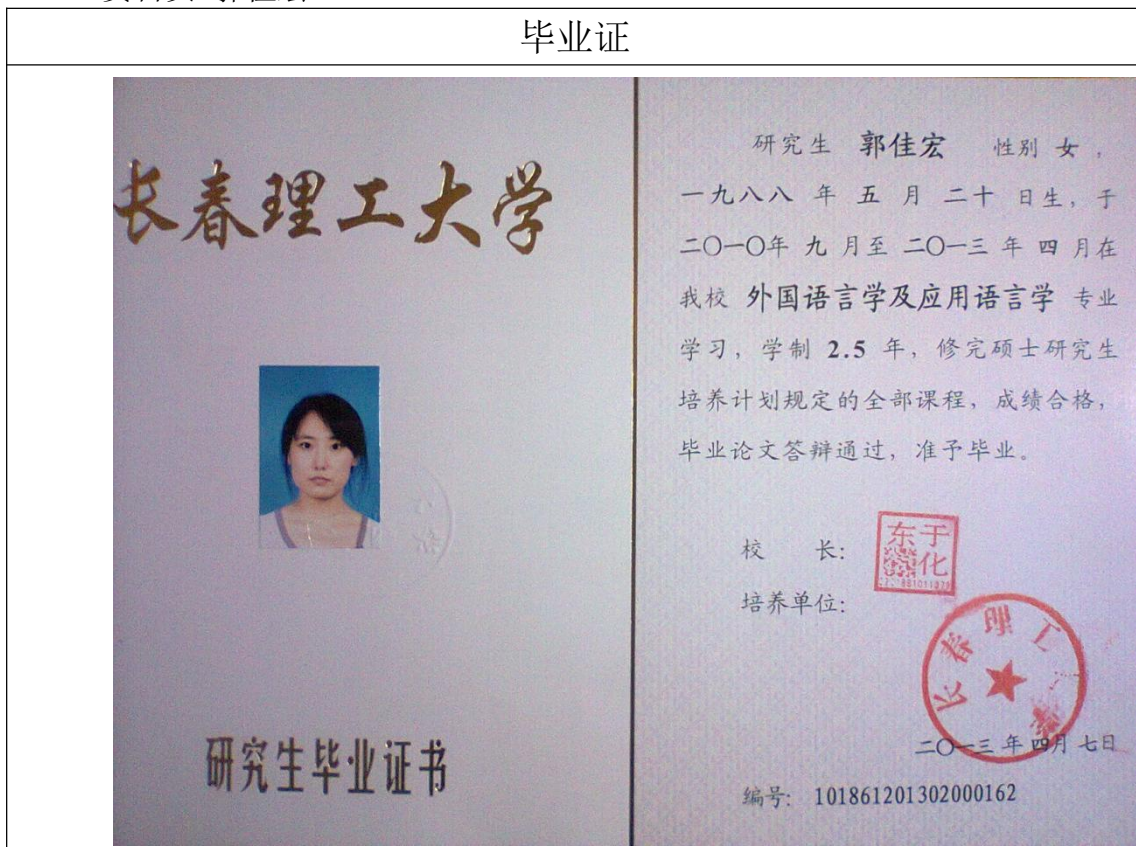 毕业证
长春理工大学
研究生毕业证书
研究生 郭佳宏 性别 女，
一九八八 年 五 月 二十 日生，于
二〇一〇年 九 月至 二〇一三 年 四 月在
我校 外国语言学及应用语言学 专业
学习，学制 2.5 年，修完硕士研究生
培养计划规定的全部课程，成绩合格，
毕业论文答辩通过，准予毕业。
校 长：
于化东
培养单位：
长春理工
二〇一三 年 四月 七日
编号： 101861201302000162